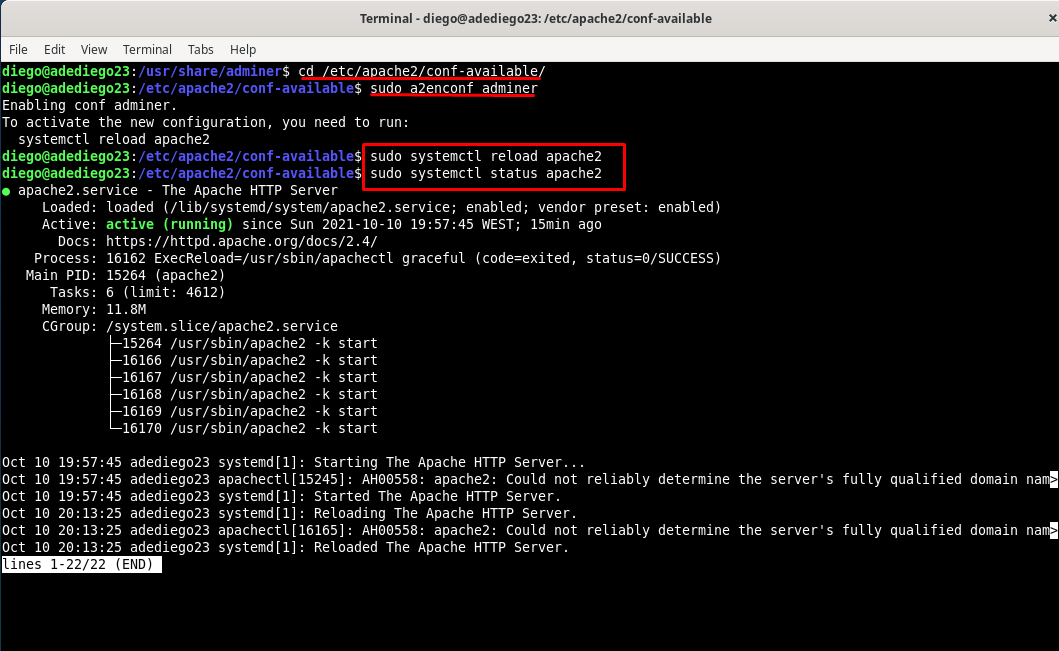 Terminal - diego@adediego23: /etc/apache2/conf-available
File Edit View Terminal Tabs Help
diego@adediego23:/usr/share/adminer$ cd /etc/apache2/conf-available/
diego@adediego23:/etc/apache2/conf-available$ sudo a2enconf adminer
Enabling conf adminer.
To activate the new configuration, you need to run:
  systemctl reload apache2
diego@adediego23:/etc/apache2/conf-available$ sudo systemctl reload apache2
diego@adediego23:/etc/apache2/conf-available$ sudo systemctl status apache2
● apache2.service - The Apache HTTP Server
     Loaded: loaded (/lib/systemd/system/apache2.service; enabled; vendor preset: enabled)
     Active: active (running) since Sun 2021-10-10 19:57:45 WEST; 15min ago
       Docs: https://httpd.apache.org/docs/2.4/
    Process: 16162 ExecReload=/usr/sbin/apachectl graceful (code=exited, status=0/SUCCESS)
   Main PID: 15264 (apache2)
      Tasks: 6 (limit: 4612)
     Memory: 11.8M
     CGroup: /system.slice/apache2.service
             ├─15264 /usr/sbin/apache2 -k start
             ├─16166 /usr/sbin/apache2 -k start
             ├─16167 /usr/sbin/apache2 -k start
             ├─16168 /usr/sbin/apache2 -k start
             ├─16169 /usr/sbin/apache2 -k start
             └─16170 /usr/sbin/apache2 -k start
Oct 10 19:57:45 adediego23 systemd[1]: Starting The Apache HTTP Server...
Oct 10 19:57:45 adediego23 apachectl[15245]: AH00558: apache2: Could not reliably determine the server's fully qualified domain nam>
Oct 10 19:57:45 adediego23 systemd[1]: Started The Apache HTTP Server.
Oct 10 20:13:25 adediego23 systemd[1]: Reloading The Apache HTTP Server.
Oct 10 20:13:25 adediego23 apachectl[16165]: AH00558: apache2: Could not reliably determine the server's fully qualified domain nam>
Oct 10 20:13:25 adediego23 systemd[1]: Reloaded The Apache HTTP Server.
lines 1-22/22 (END)